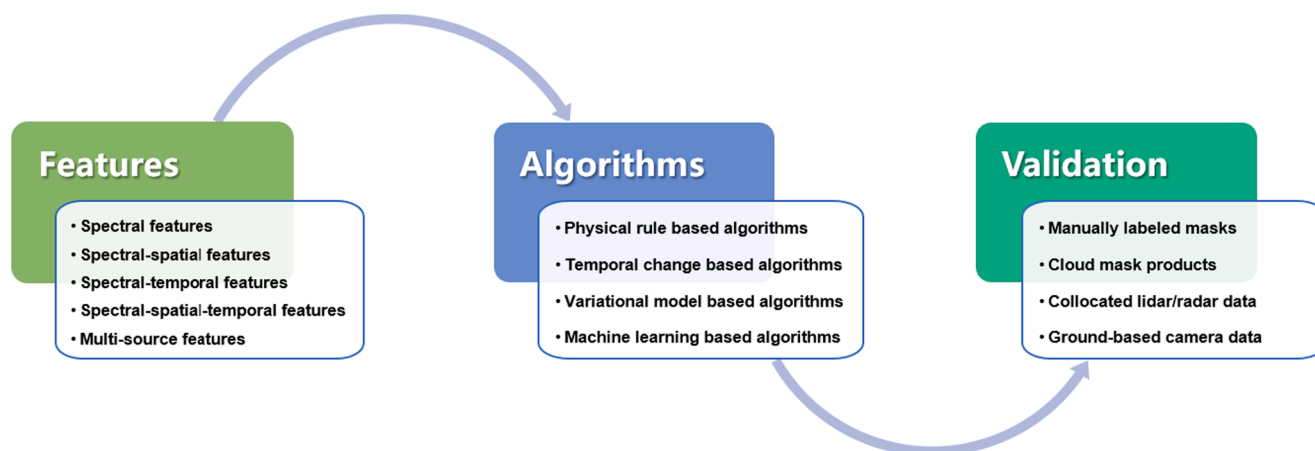 Features
• Spectral features
• Spectral-spatial features
• Spectral-temporal features
• Spectral-spatial-temporal features
• Multi-source features
Algorithms
• Physical rule based algorithms
• Temporal change based algorithms
• Variational model based algorithms
• Machine learning based algorithms
Validation
• Manually labeled masks
• Cloud mask products
• Collocated lidar/radar data
• Ground-based camera data